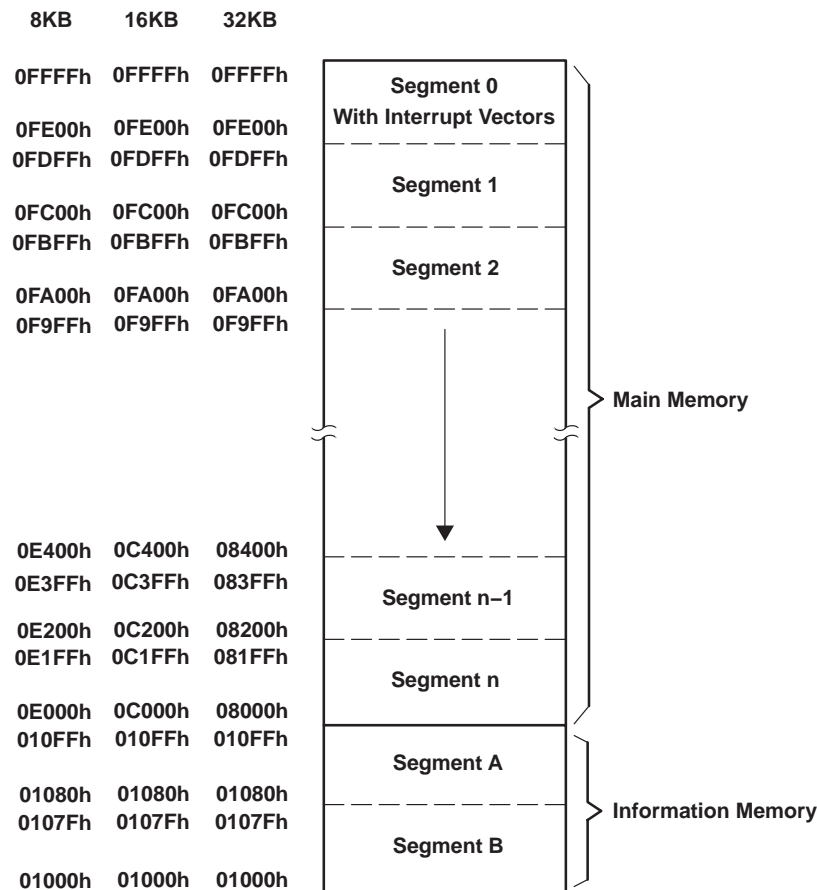 8KB 16KB 32KB
0FFFFh 0FFFFh 0FFFFh
Segment 0
With Interrupt Vectors
0FE00h 0FE00h 0FE00h
0FDFFh 0FDFFh 0FDFFh
Segment 1
0FC00h 0FC00h 0FC00h
0FBFFh 0FBFFh 0FBFFh
Segment 2
0FA00h 0FA00h 0FA00h
0F9FFh 0F9FFh 0F9FFh
Main Memory
0E400h 0C400h 08400h
0E3FFh 0C3FFh 083FFh
Segment n−1
0E200h 0C200h 08200h
0E1FFh 0C1FFh 081FFh
Segment n
0E000h 0C000h 08000h
010FFh 010FFh 010FFh
Segment A
01080h 01080h 01080h
Information Memory
0107Fh 0107Fh 0107Fh
Segment B
01000h 01000h 01000h